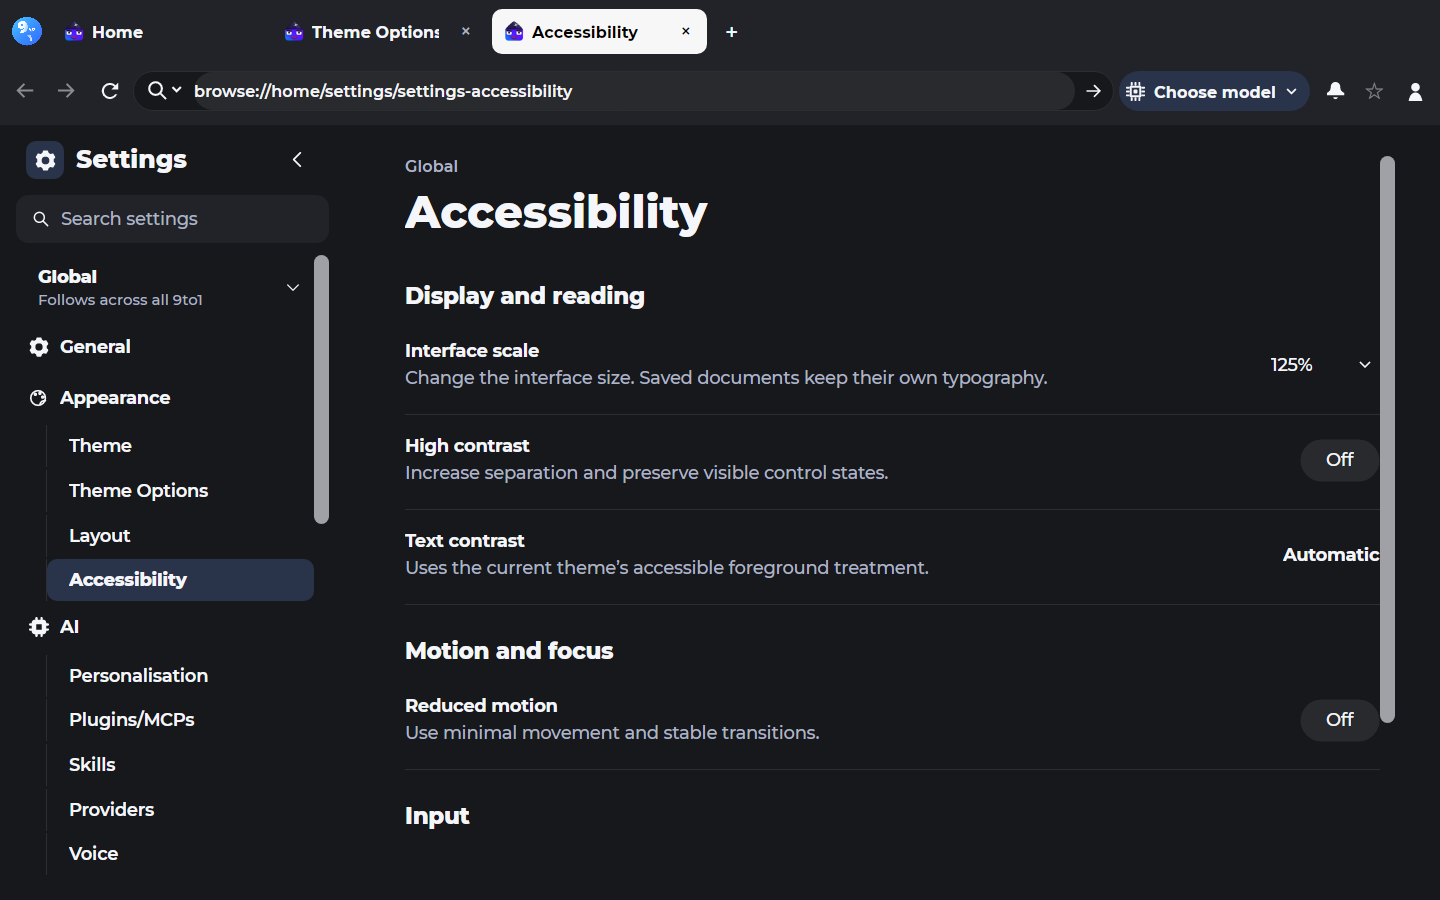 Home
Theme Options
Accessibility
browse://home/settings/settings-accessibility
Choose model
Settings
Search settings
Global
Follows across all 9to1
General
Appearance
Theme
Theme Options
Layout
Accessibility
AI
Personalisation
Plugins/MCPs
Skills
Providers
Voice
Global
Accessibility
Display and reading
Interface scale
Change the interface size. Saved documents keep their own typography.
125%
High contrast
Increase separation and preserve visible control states.
Off
Text contrast
Uses the current theme’s accessible foreground treatment.
Automatic
Motion and focus
Reduced motion
Use minimal movement and stable transitions.
Off
Input